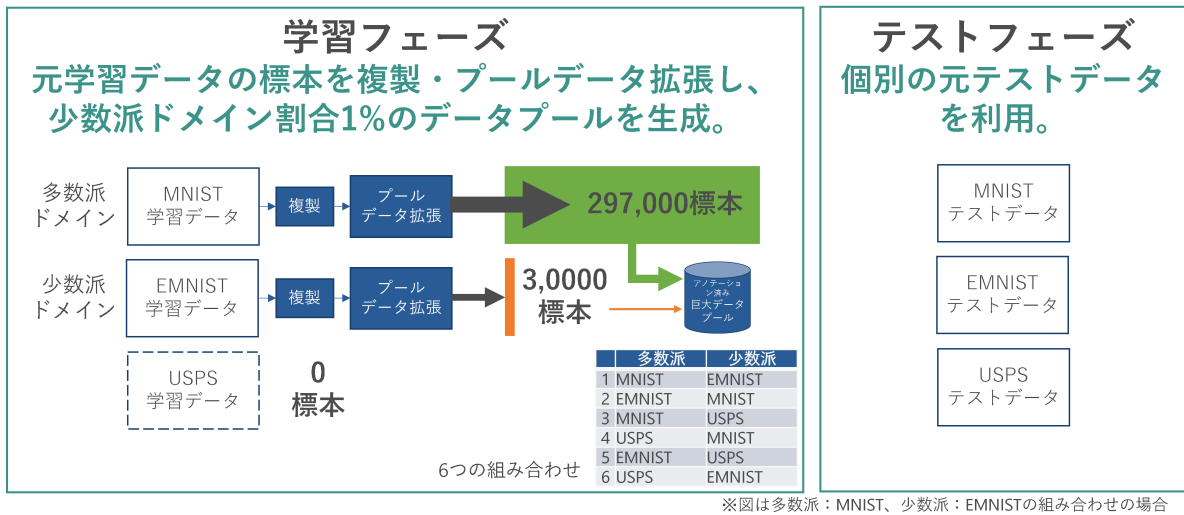 学習フェーズ
元学習データの標本を複製・プールデータ拡張し、
少数派ドメイン割合1%のデータプールを生成。
多数派
ドメイン
MNIST
学習データ
複製
プール
データ拡張
297,000標本
少数派
ドメイン
EMNIST
学習データ
複製
プール
データ拡張
3,0000
標本
アノテーショ
ン済み
巨大データ
プール
USPS
学習データ
0
標本
6つの組み合わせ
多数派 少数派
1 MNIST EMNIST
2 EMNIST MNIST
3 MNIST USPS
4 USPS MNIST
5 EMNIST USPS
6 USPS EMNIST
テストフェーズ
個別の元テストデータ
を利用。
MNIST
テストデータ
EMNIST
テストデータ
USPS
テストデータ
※図は多数派：MNIST、少数派：EMNISTの組み合わせの場合